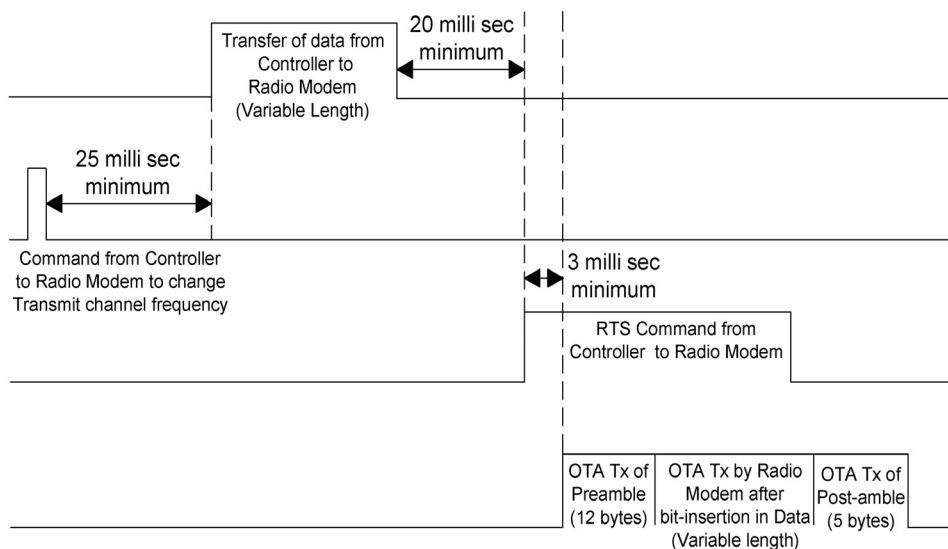 Transfer of data from
Controller to
Radio Modem
(Variable Length)
20 milli sec
minimum
25 milli sec
minimum
Command from Controller
to Radio Modem to change
Transmit channel frequency
3 milli sec
minimum
RTS Command from
Controller to Radio Modem
OTA Tx of
Preamble
(12 bytes)
OTA Tx by Radio
Modem after
bit-insertion in Data
(Variable length)
OTA Tx of
Post-amble
(5 bytes)